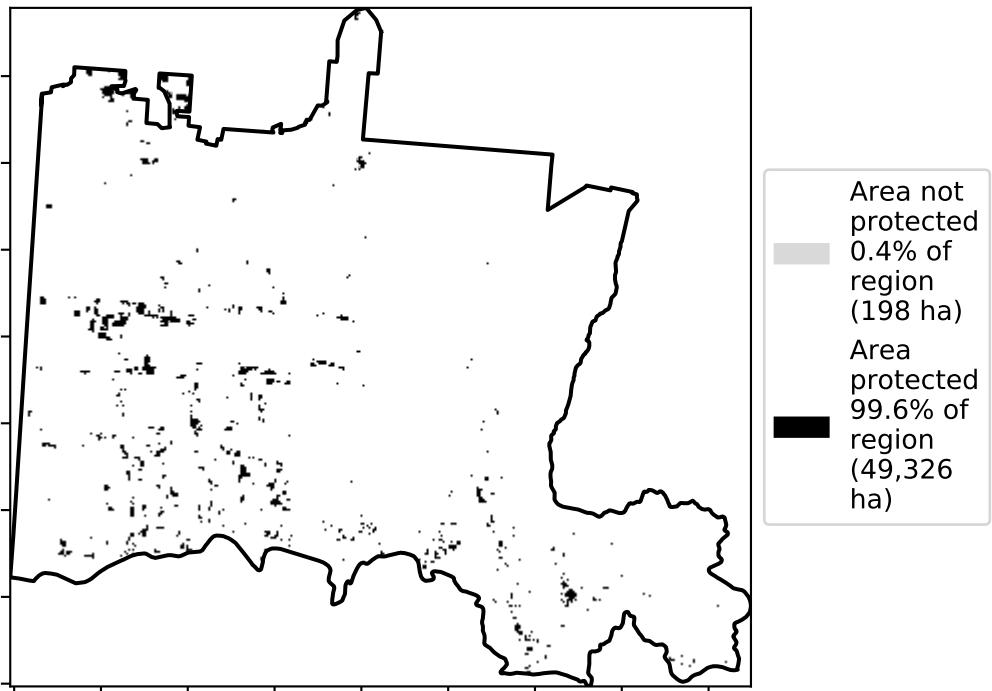 Area not
protected
0.4% of
region
(198 ha)
Area
protected
99.6% of
region
(49,326
ha)